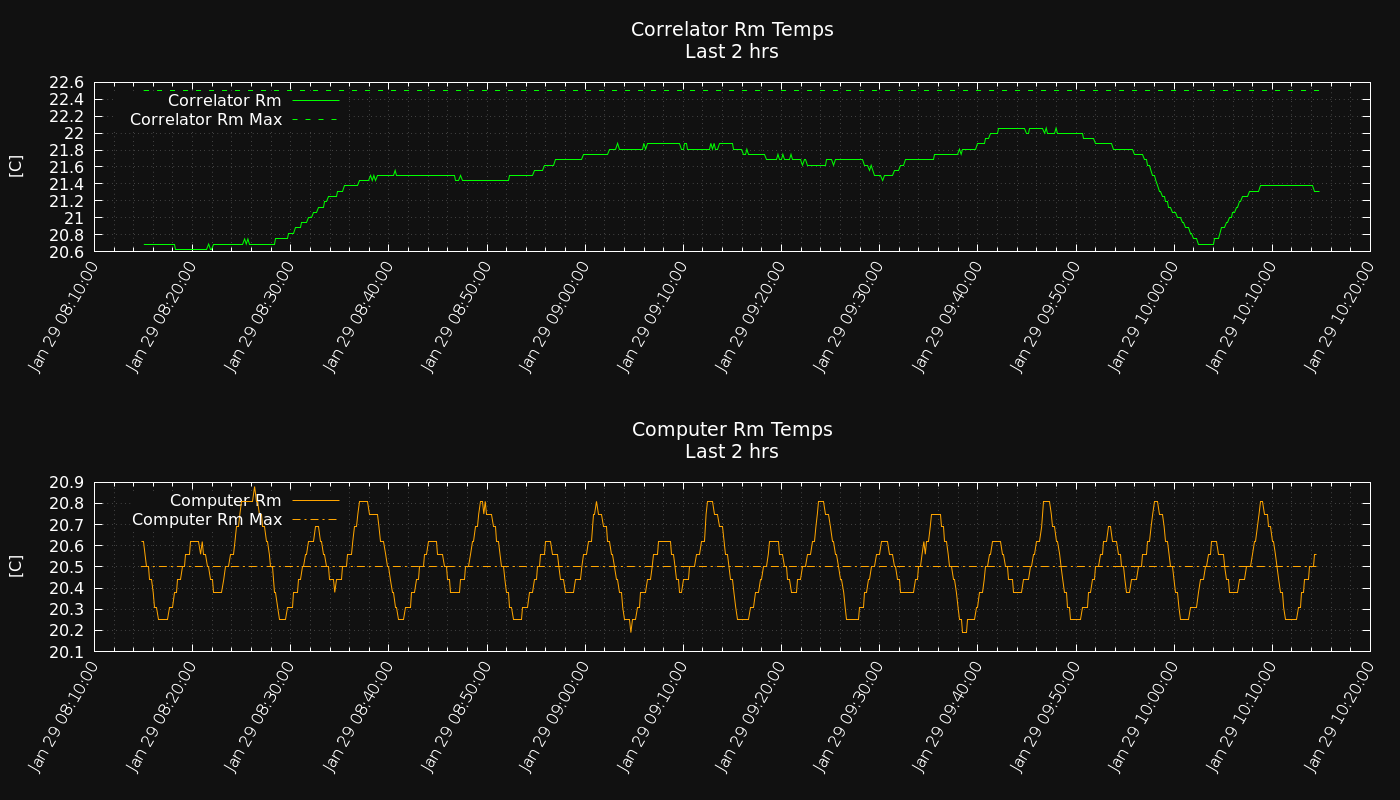 Correlator Rm Temps
Last 2 hrs
[C]
22.6
22.4
22.2
22
21.8
21.6
21.4
21.2
21
20.8
20.6
Correlator Rm
Correlator Rm Max
Jan 29 08:10:00
Jan 29 08:20:00
Jan 29 08:30:00
Jan 29 08:40:00
Jan 29 08:50:00
Jan 29 09:00:00
Jan 29 09:10:00
Jan 29 09:20:00
Jan 29 09:30:00
Jan 29 09:40:00
Jan 29 09:50:00
Jan 29 10:00:00
Jan 29 10:10:00
Jan 29 10:20:00
Computer Rm Temps
Last 2 hrs
[C]
20.9
20.8
20.7
20.6
20.5
20.4
20.3
20.2
20.1
Computer Rm
Computer Rm Max
Jan 29 08:10:00
Jan 29 08:20:00
Jan 29 08:30:00
Jan 29 08:40:00
Jan 29 08:50:00
Jan 29 09:00:00
Jan 29 09:10:00
Jan 29 09:20:00
Jan 29 09:30:00
Jan 29 09:40:00
Jan 29 09:50:00
Jan 29 10:00:00
Jan 29 10:10:00
Jan 29 10:20:00